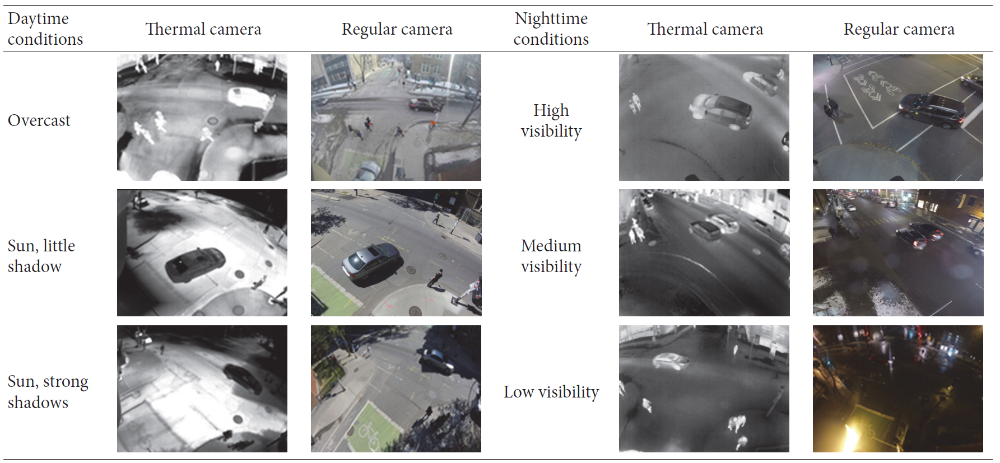 Daytime
conditions
Thermal camera
Regular camera
Nighttime
conditions
Thermal camera
Regular camera
Overcast
High
visibility
Sun, little
shadow
Medium
visibility
Sun, strong
shadows
Low visibility